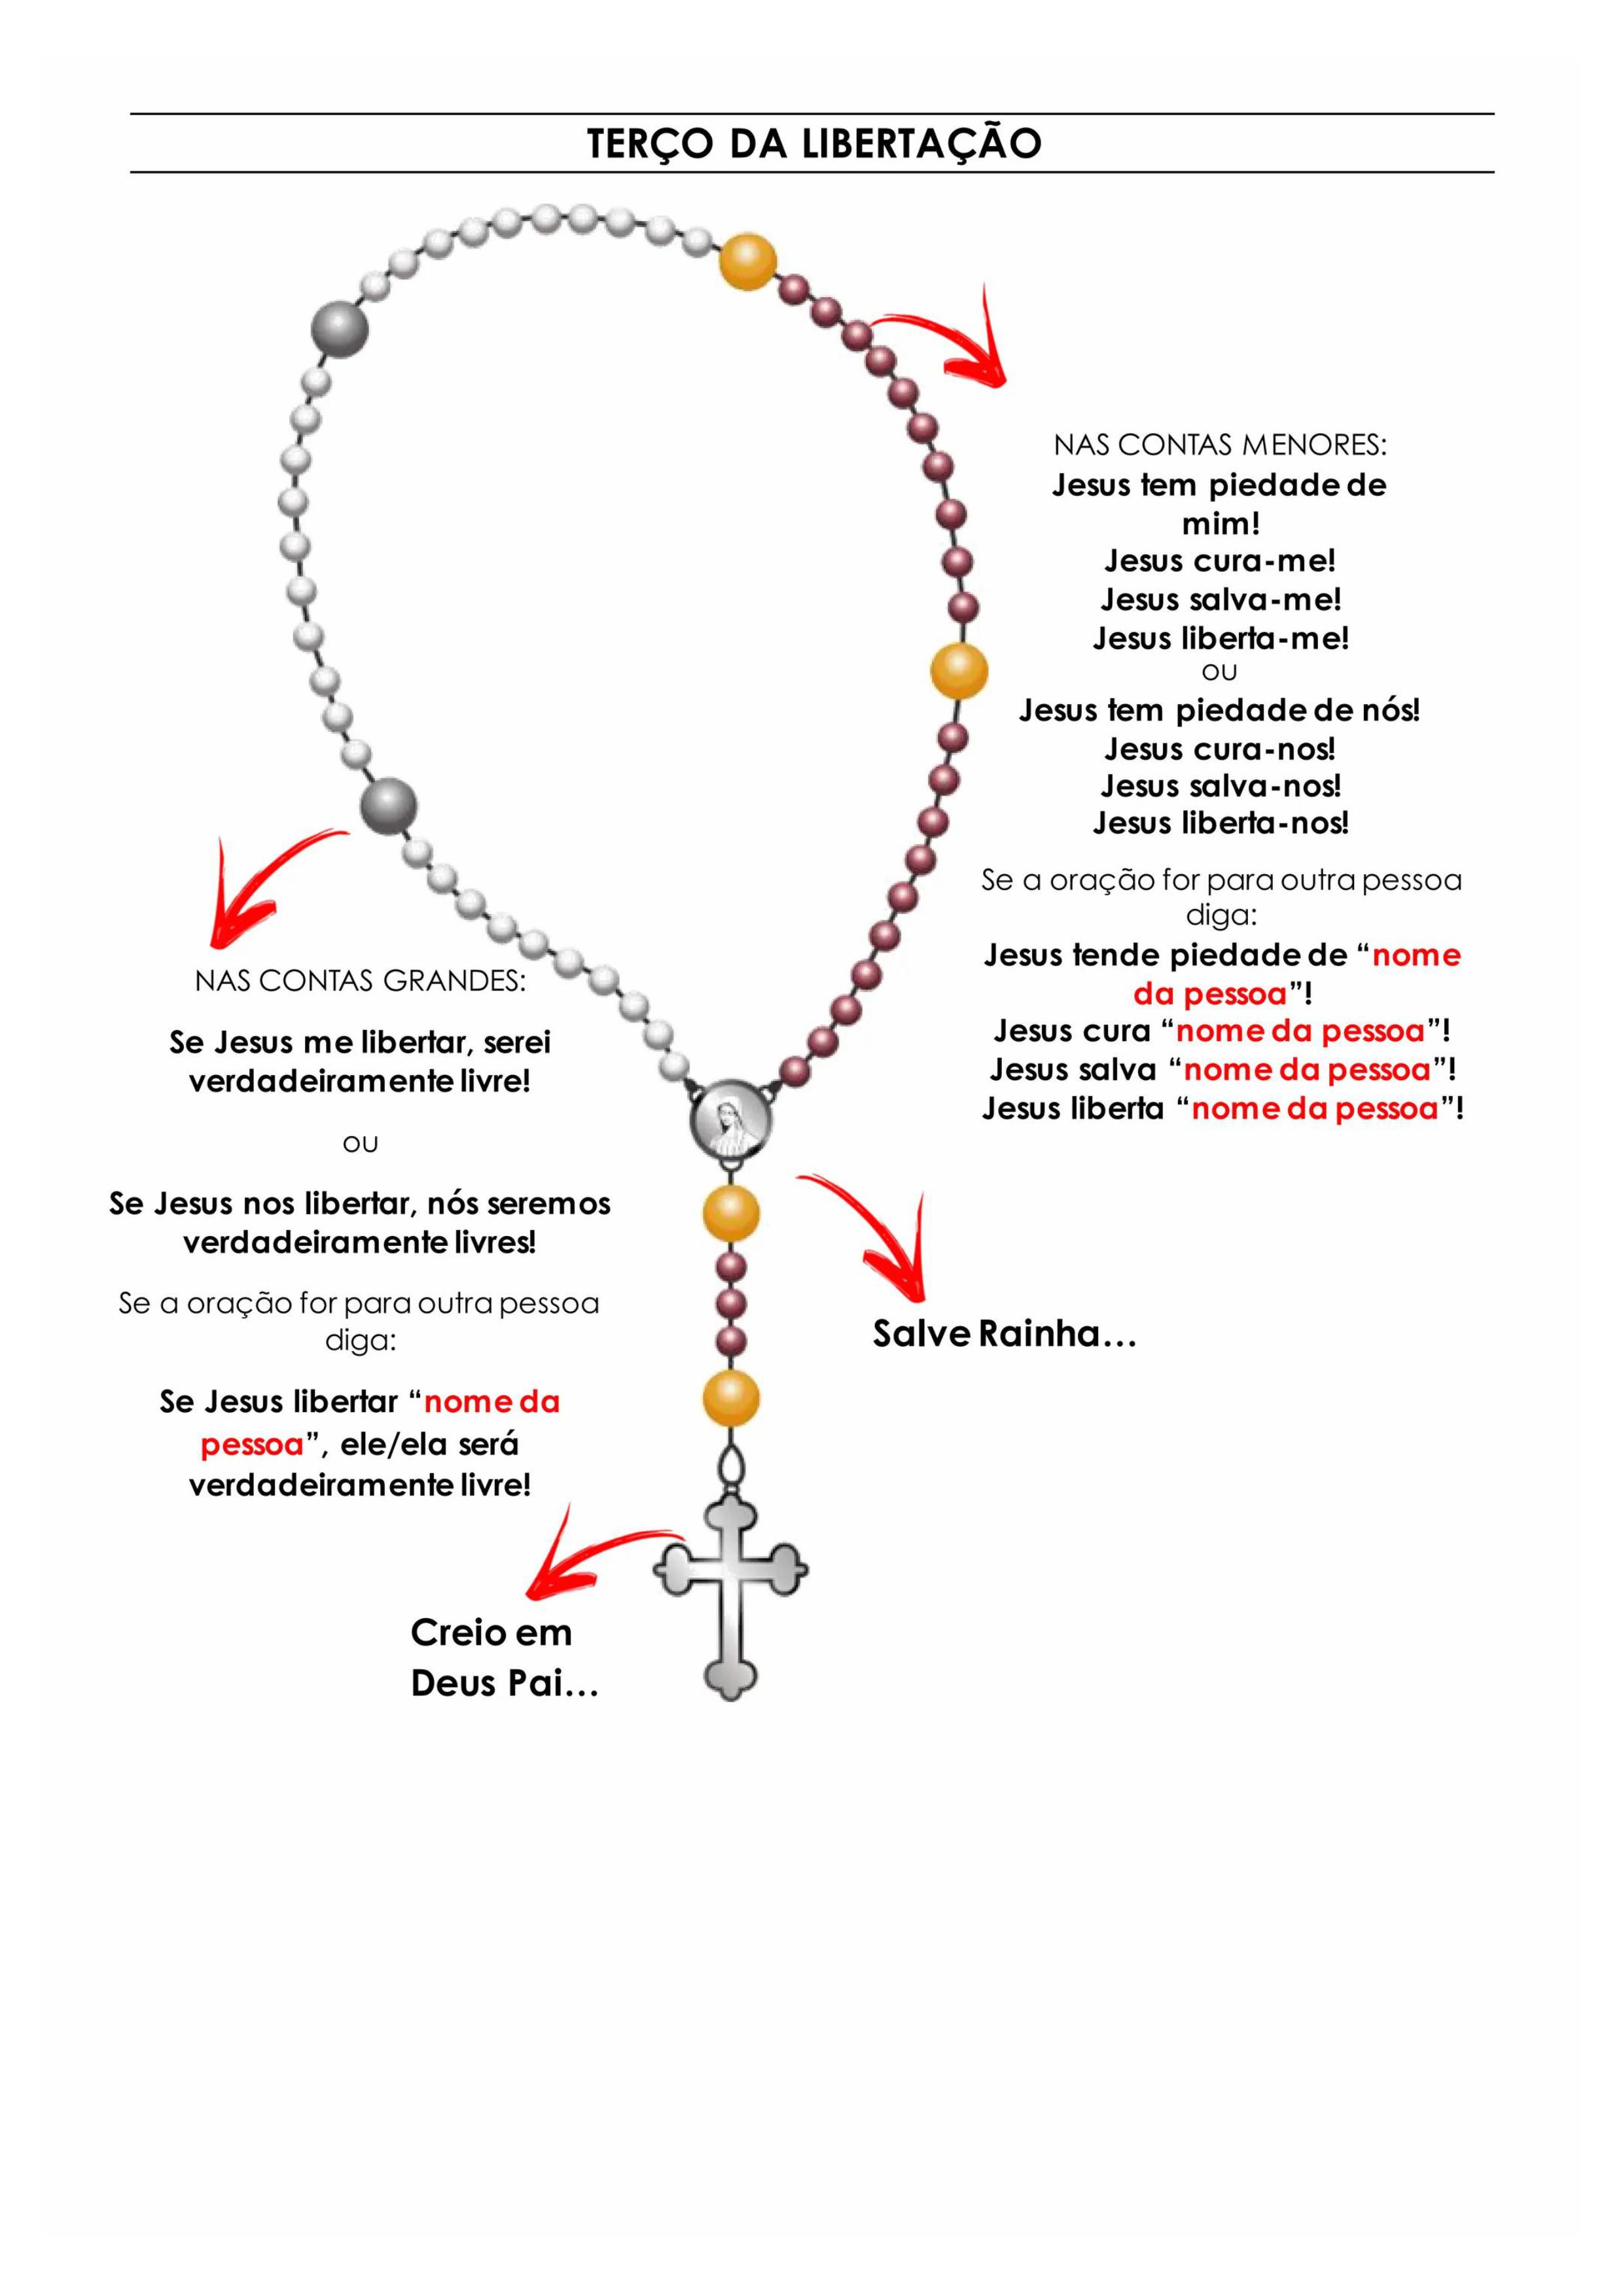 TERÇO DA LIBERTAÇÃO
NAS CONTAS MENORES:
Jesus tem piedade de
mim!
Jesus cura-me!
Jesus salva-me!
Jesus liberta-me!
OU
Jesus tem piedade de nós!
Jesus cura-nos!
Jesus salva-nos!
Jesus liberta-nos!
Se a oração for para outra pessoa
diga:
Jesus tende piedade de “nome
da pessoa”!
Jesus cura “nome da pessoa”!
Jesus salva “nome da pessoa”!
Jesus liberta “nome da pessoa”!
NAS CONTAS GRANDES:
Se Jesus me libertar, serei
verdadeiramente livre!
OU
Se Jesus nos libertar, nós seremos
verdadeiramente livres!
Se a oração for para outra pessoa
diga:
Se Jesus libertar “nome da
pessoa”, ele/ela será
verdadeiramente livre!
Salve Rainha...
Creio em
Deus Pai...